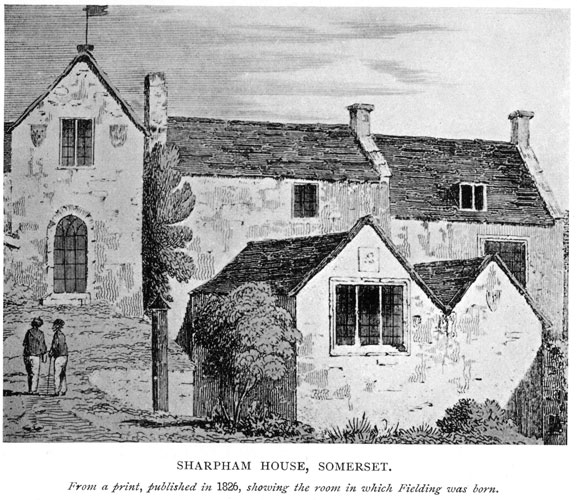 SHARPHAM HOUSE, SOMERSET.
From a print, published in 1826, showing the room in which Fielding was born.